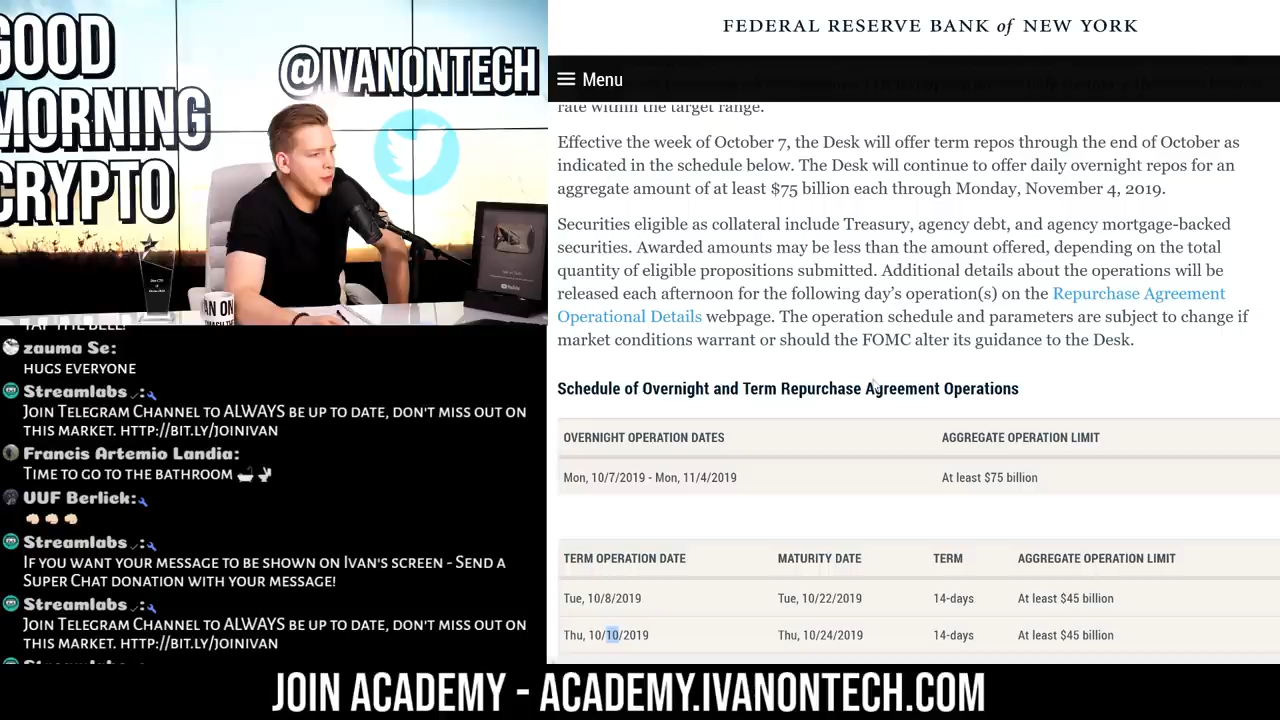 GOOD
MORNING
CRYPTO
@IVANONTECH
AN ON
TAP THE BELL!
zauma Se:
HUGS EVERYONE
Streamlabs :
JOIN TELEGRAM CHANNEL TO ALWAYS BE UP TO DATE, DON'T MISS OUT ON
THIS MARKET. HTTP://BIT.LY/JOINIVAN
Francis Artemio Landia:
TIME TO GO TO THE BATHROOM 🛁 🚽
UUF Berlick:
👊🏻 👊🏻 👊🏻
Streamlabs :
IF YOU WANT YOUR MESSAGE TO BE SHOWN ON IVAN'S SCREEN - SEND A
SUPER CHAT DONATION WITH YOUR MESSAGE!
Streamlabs :
JOIN TELEGRAM CHANNEL TO ALWAYS BE UP TO DATE, DON'T MISS OUT ON
THIS MARKET. HTTP://BIT.LY/JOINIVAN
FEDERAL RESERVE BANK of NEW YORK
Menu
rate within the target range.
Effective the week of October 7, the Desk will offer term repos through the end of October as
indicated in the schedule below. The Desk will continue to offer daily overnight repos for an
aggregate amount of at least $75 billion each through Monday, November 4, 2019.
Securities eligible as collateral include Treasury, agency debt, and agency mortgage-backed
securities. Awarded amounts may be less than the amount offered, depending on the total
quantity of eligible propositions submitted. Additional details about the operations will be
released each afternoon for the following day's operation(s) on the Repurchase Agreement
Operational Details webpage. The operation schedule and parameters are subject to change if
market conditions warrant or should the FOMC alter its guidance to the Desk.
Schedule of Overnight and Term Repurchase Agreement Operations
OVERNIGHT OPERATION DATES AGGREGATE OPERATION LIMIT
Mon, 10/7/2019 - Mon, 11/4/2019 At least $75 billion
TERM OPERATION DATE MATURITY DATE TERM AGGREGATE OPERATION LIMIT
Tue, 10/8/2019 Tue, 10/22/2019 14-days At least $45 billion
Thu, 10/10/2019 Thu, 10/24/2019 14-days At least $45 billion
JOIN ACADEMY - ACADEMY.IVANONTECH.COM